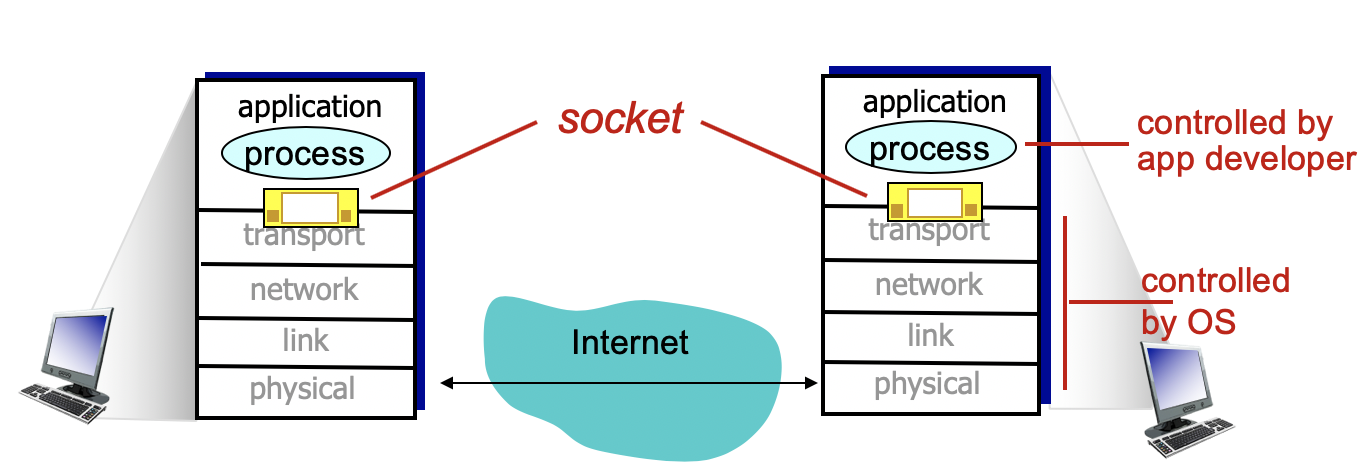 application
process
transport
network
link
physical
socket
Internet
application
process
transport
network
link
physical
controlled by
app developer
controlled
by OS